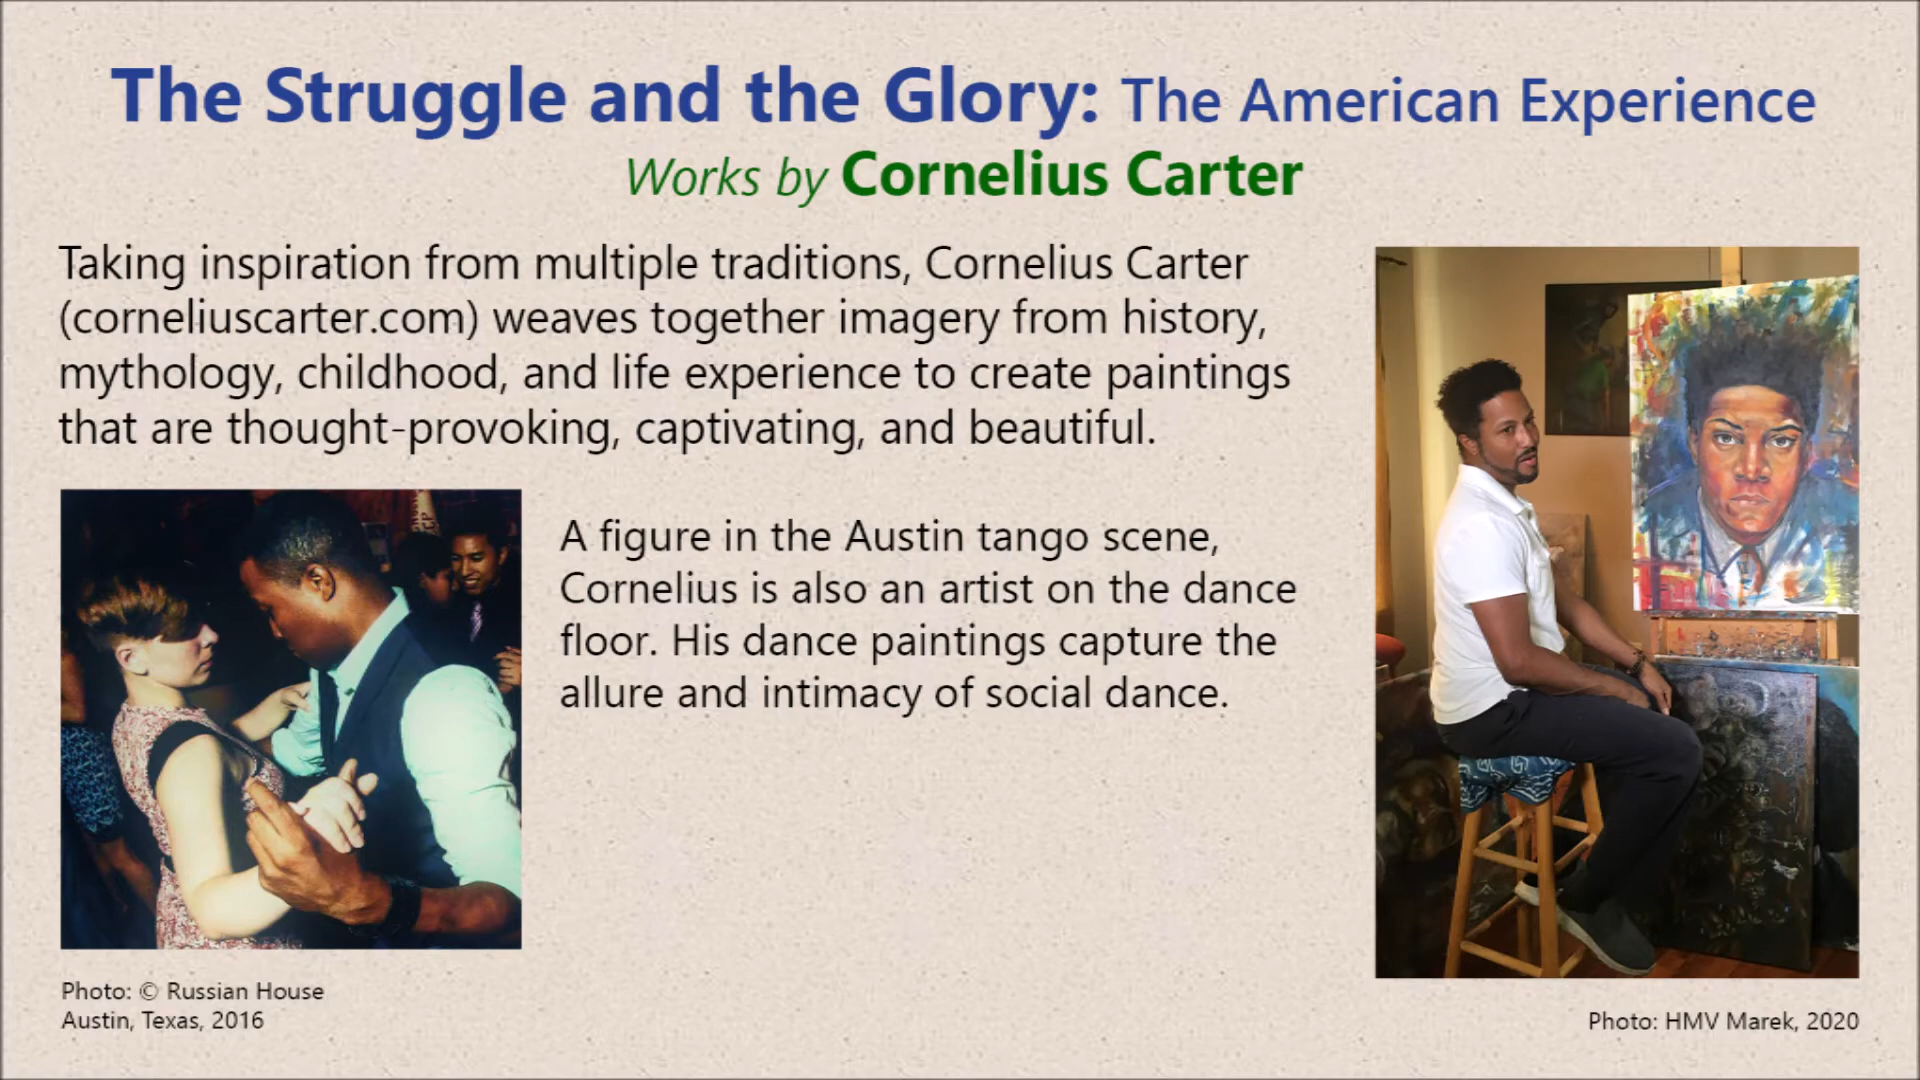 The Struggle and the Glory: The American Experience
Works by Cornelius Carter
Taking inspiration from multiple traditions, Cornelius Carter
(corneliuscarter.com) weaves together imagery from history,
mythology, childhood, and life experience to create paintings
that are thought-provoking, captivating, and beautiful.
A figure in the Austin tango scene,
Cornelius is also an artist on the dance
floor. His dance paintings capture the
allure and intimacy of social dance.
Photo: © Russian House
Austin, Texas, 2016
Photo: HMV Marek, 2020